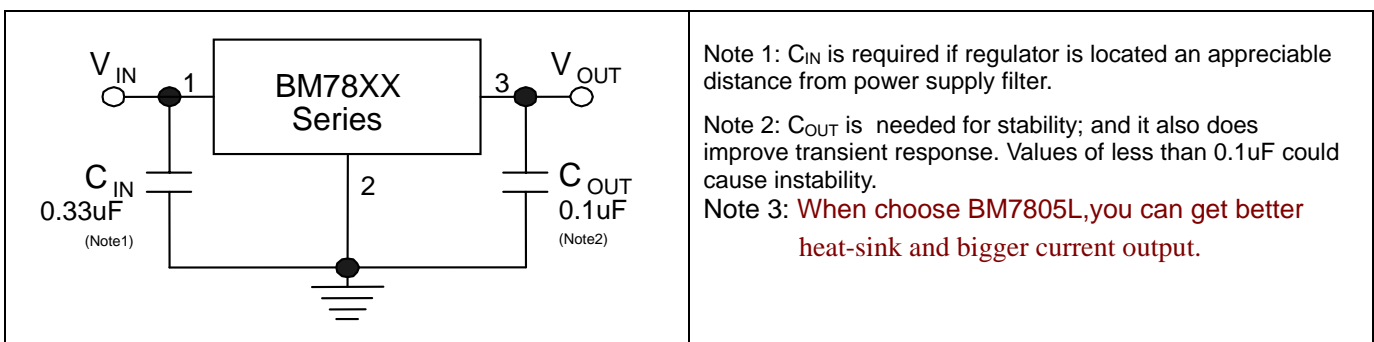 V IN
1
BM78XX
Series
3
V OUT
C IN
0.33uF
(Note1)
2
C OUT
0.1uF
(Note2)
Note 1: CIN is required if regulator is located an appreciable
distance from power supply filter.
Note 2: COUT is needed for stability; and it also does
improve transient response. Values of less than 0.1uF could
cause instability.
Note 3: When choose BM7805L,you can get better
heat-sink and bigger current output.